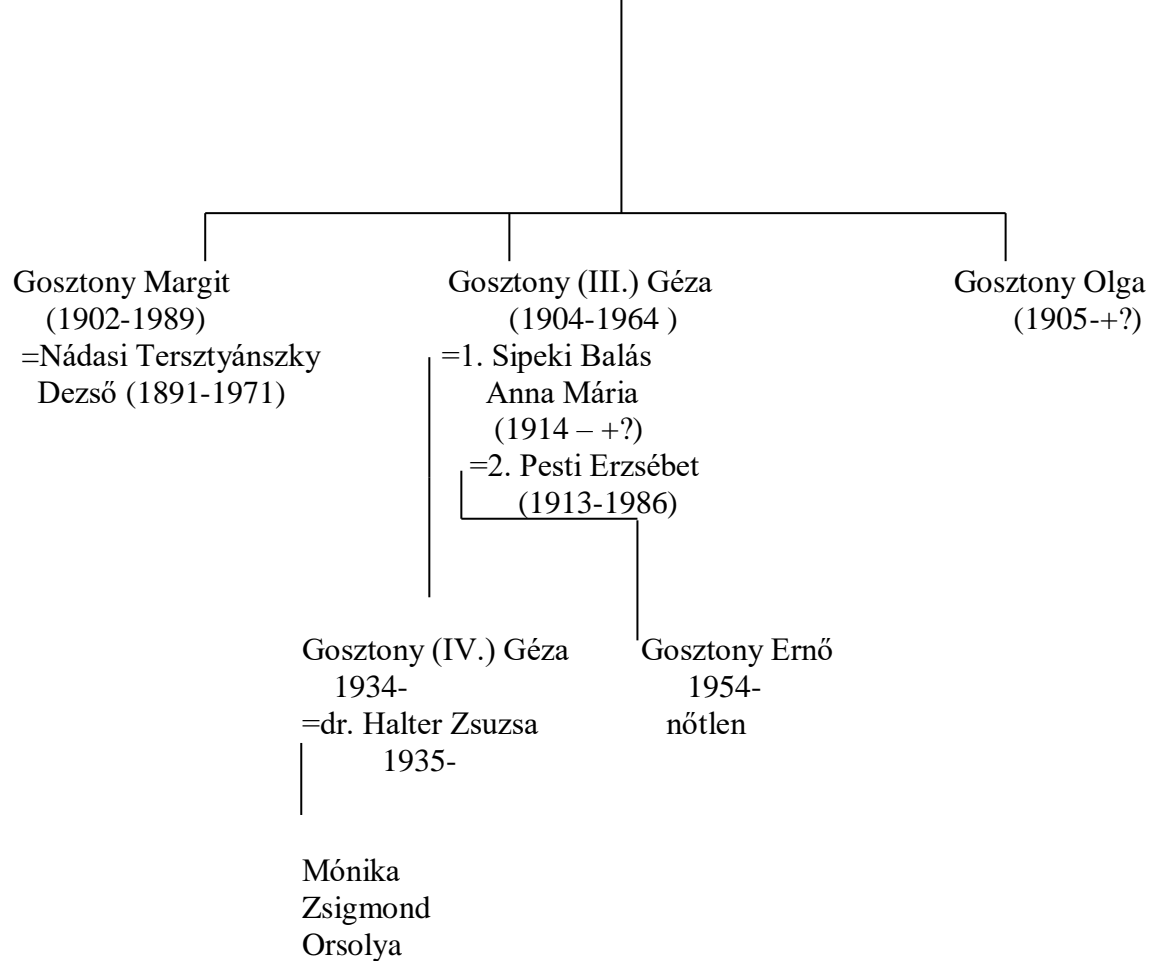 Gosztony Margit
(1902-1989)
=Nádasi Tersztyánszky
Dezső (1891-1971)
Gosztony (III.) Géza
(1904-1964 )
=1. Sipeki Balás
Anna Mária
(1914 – +?)
=2. Pesti Erzsébet
(1913-1986)
Gosztony Olga
(1905-+?)
Gosztony (IV.) Géza
1934-
=dr. Halter Zsuzsa
1935-
Gosztony Ernő
1954-
nőtlen
Mónika
Zsigmond
Orsolya